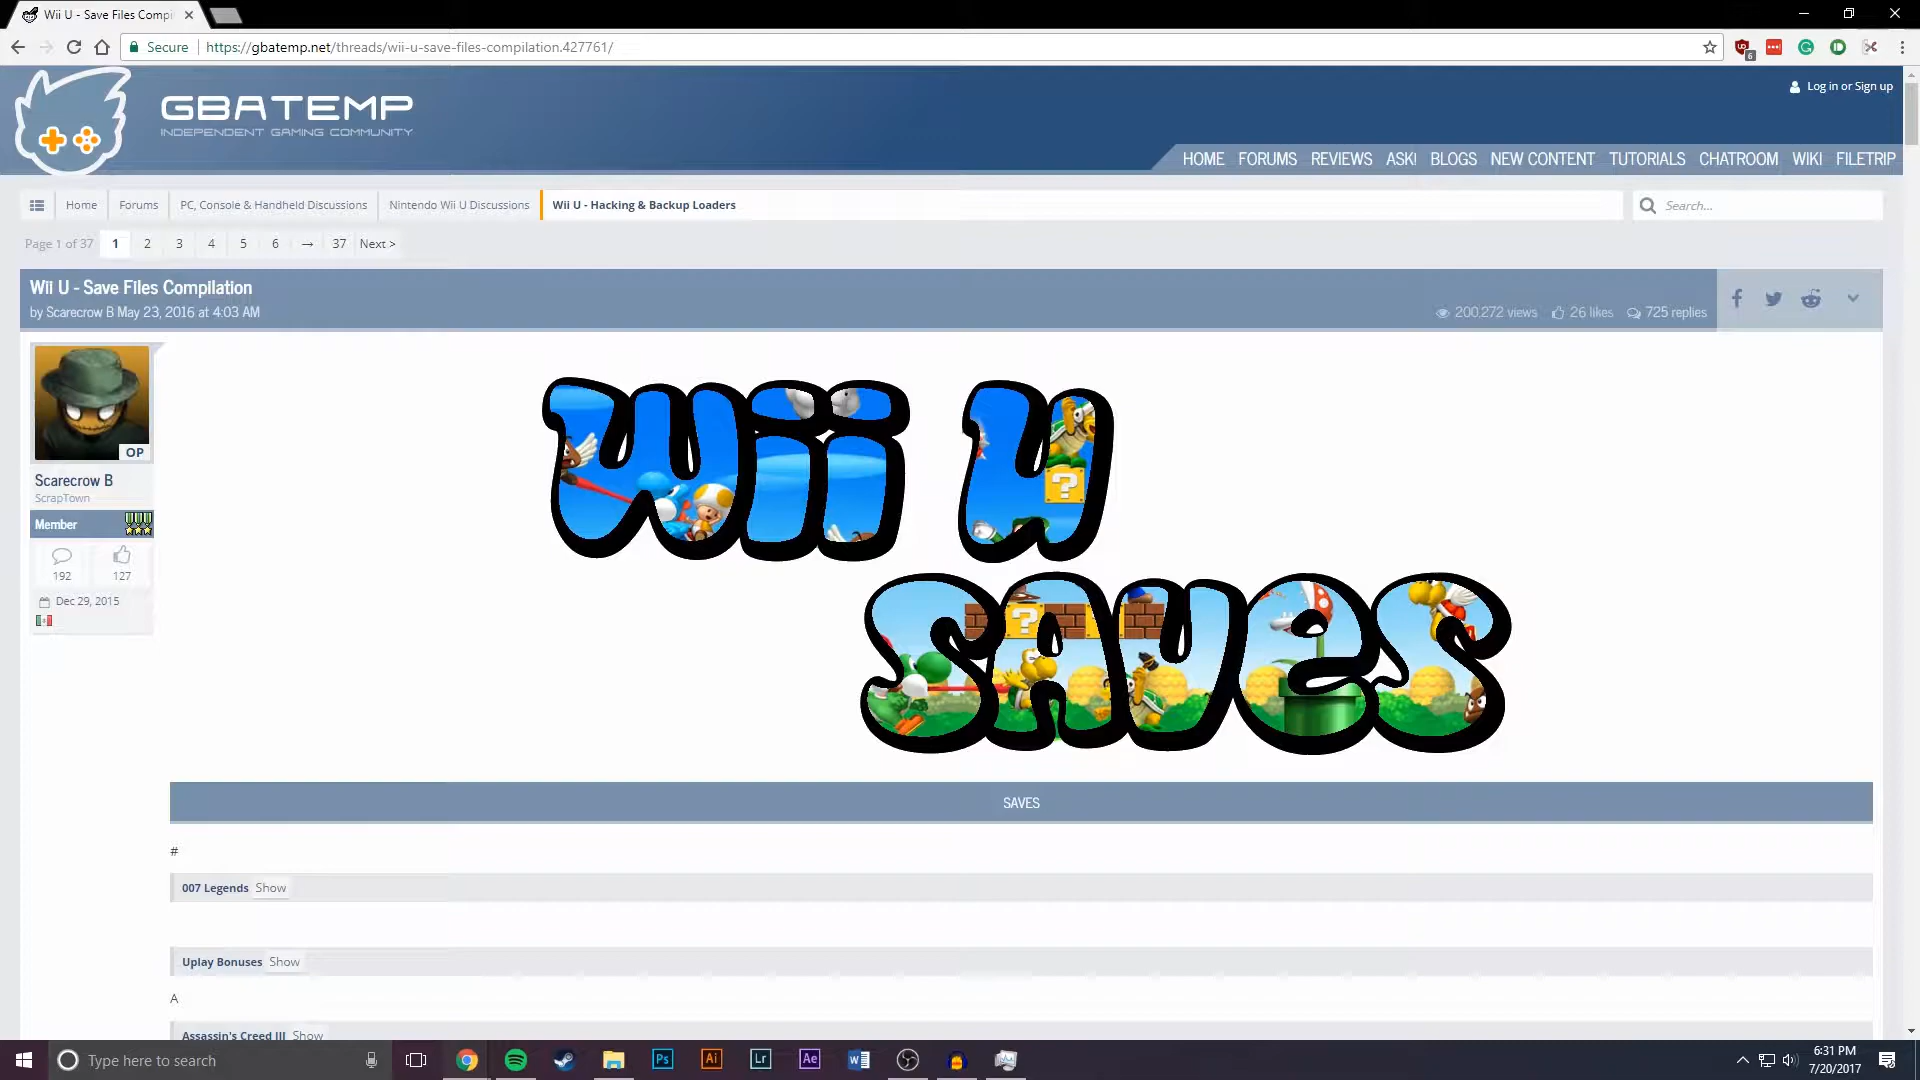 Wii U - Save Files Compi
Secure https://gbatemp.net/threads/wii-u-save-files-compilation.427761/
6
Log in or Sign up
GBATEMP
INDEPENDENT GAMING COMMUNITY
HOME FORUMS REVIEWS ASK! BLOGS NEW CONTENT TUTORIALS CHATROOM WIKI FILETRIP
Home Forums PC, Console & Handheld Discussions Nintendo Wii U Discussions Wii U - Hacking & Backup Loaders Search...
Page 1 of 37 1 2 3 4 5 6 → 37 Next >
Wii U - Save Files Compilation
by Scarecrow B May 23, 2016 at 4:03 AM 200,272 views 26 likes 725 replies
Wii U
SAVeS
OP
Scarecrow B
ScrapTown
Member
192 127
Dec 29, 2015
SAVES
#
007 Legends Show
Uplay Bonuses Show
A
Assassin's Creed III Show
Type here to search Ps Ai Lr Ae 6:31 PM
7/20/2017